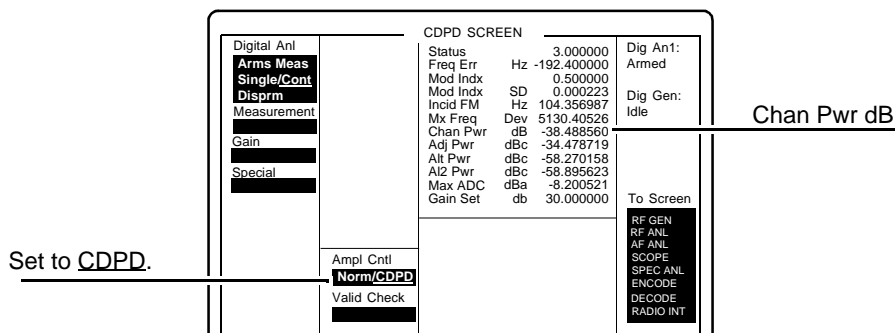 CDPD SCREEN
Digital Anl
Arms Meas
Single/Cont
Disprm
Measurement
Gain
Special
Status 3.000000
Freq Err Hz -192.400000
Mod Indx 0.500000
Mod Indx SD 0.000223
Incid FM Hz 104.356987
Mx Freq Dev 5130.40526
Chan Pwr dB -38.488560
Adj Pwr dBc -34.478719
Alt Pwr dBc -58.270158
Al2 Pwr dBc -58.895623
Max ADC dBa -8.200521
Gain Set db 30.000000
Dig An1:
Armed
Dig Gen:
Idle
Chan Pwr dB
To Screen
RF GEN
RF ANL
AF ANL
SCOPE
SPEC ANL
ENCODE
DECODE
RADIO INT
Set to CDPD.
Ampl Cntl
Norm/CDPD
Valid Check